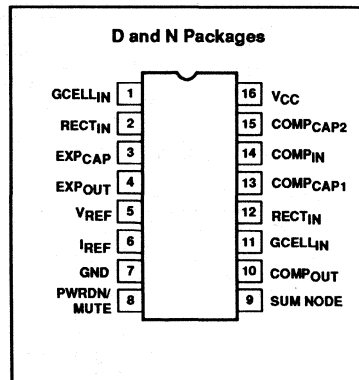 D and N Packages
GCELLIN 1
RECTIN 2
EXPCAP 3
EXPOUT 4
VREF 5
IREF 6
GND 7
PWRDN/
MUTE 8
16 VCC
15 COMPCAP2
14 COMPIN
13 COMPCAP1
12 RECTIN
11 GCELLIN
10 COMPOUT
9 SUM NODE